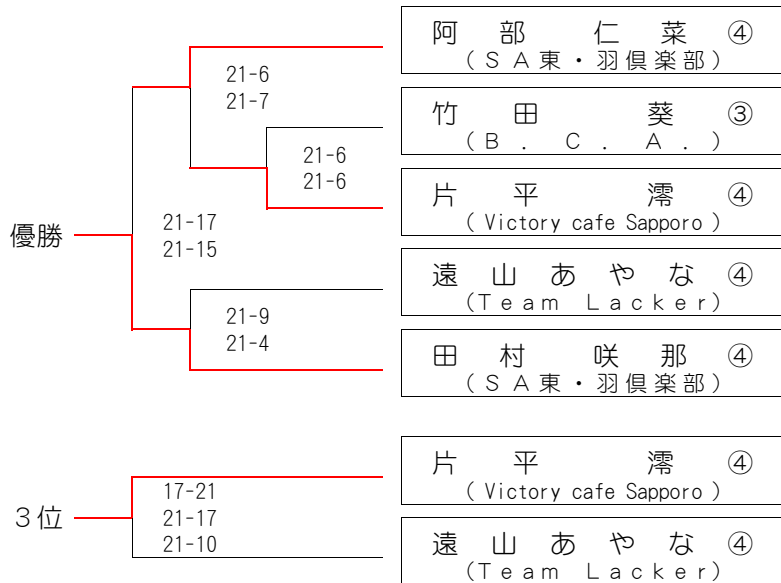 阿部 仁菜 ④
(SA東・羽倶楽部)
21-6
21-7
竹田 葵 ③
(B.C.A.)
21-6
21-6
片平 澪 ④
(Victory cafe Sapporo)
優勝
21-17
21-15
遠山あやな ④
(Team Lacker)
21-9
21-4
田村 咲那 ④
(SA東・羽倶楽部)
片平 澪 ④
(Victory cafe Sapporo)
3位
17-21
21-17
21-10
遠山あやな ④
(Team Lacker)